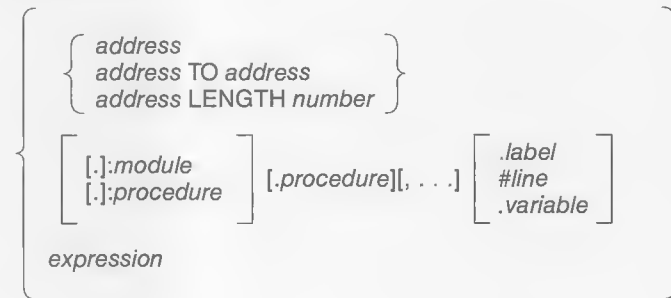 address
address TO address
address LENGTH number
[.]:module
[.]:procedure
[.procedure][, . . .]
.label
#line
.variable
expression